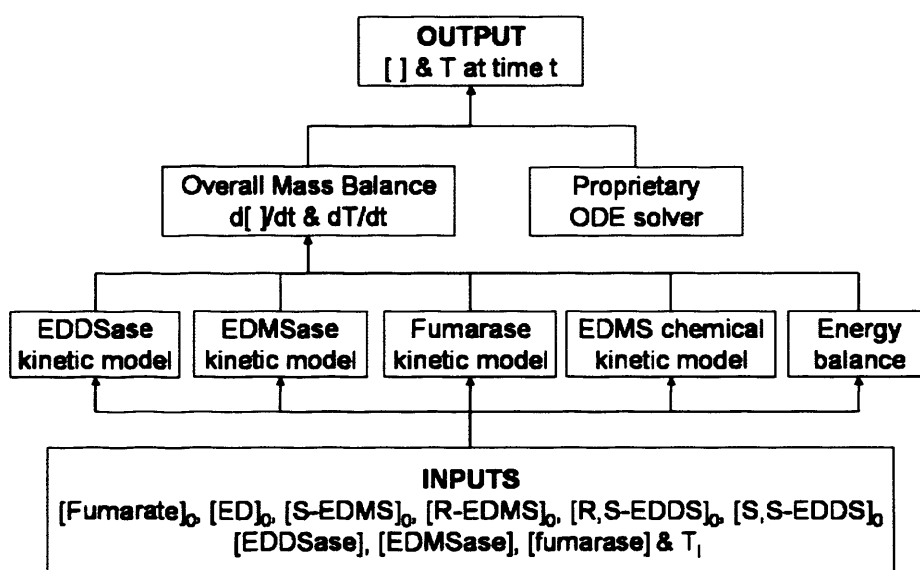 OUTPUT
[ ] & T at time t
Overall Mass Balance
d[ ]/dt & dT/dt
Proprietary
ODE solver
EDDSase
kinetic model
EDMSase
kinetic model
Fumarase
kinetic model
EDMS chemical
kinetic model
Energy
balance
INPUTS
[Fumarate]₀, [ED]₀, [S-EDMS]₀, [R-EDMS]₀, [R,S-EDDS]₀, [S,S-EDDS]₀
[EDDSase], [EDMSase], [fumarase] & Tₗ